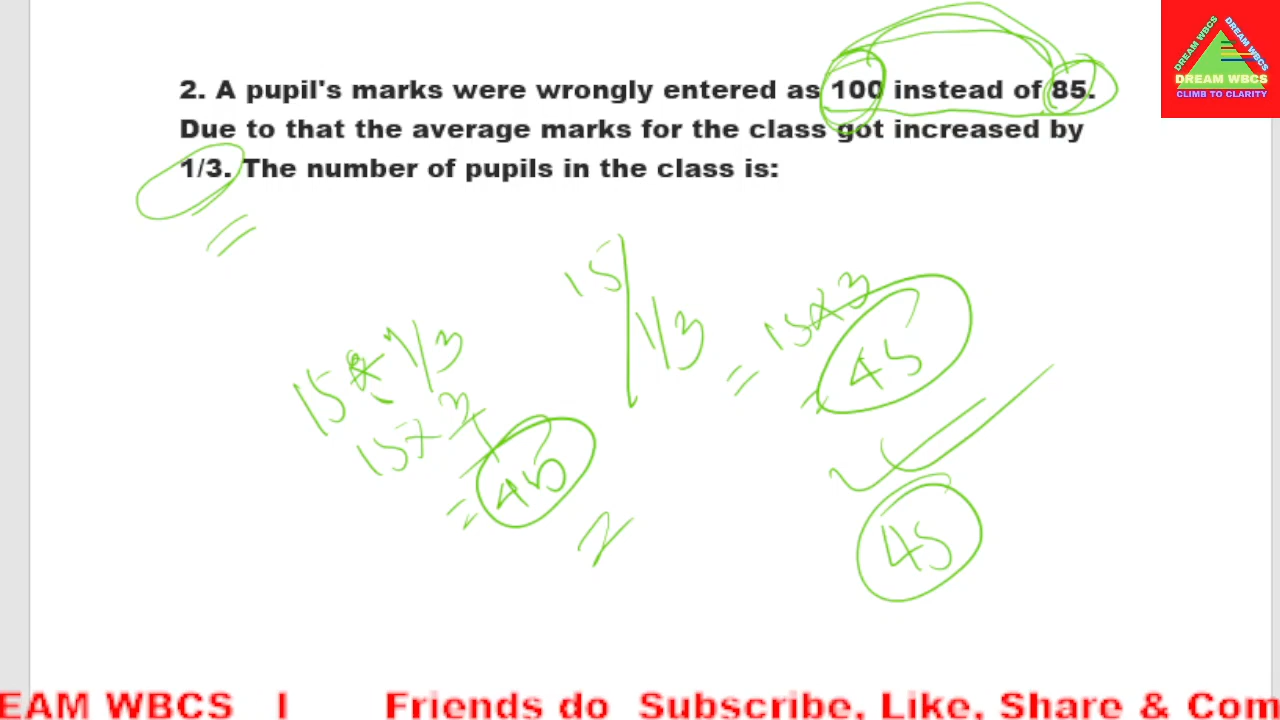 DREAM WBCS
DREAM WBCS
DREAM WBCS
CLIMB TO CLARITY
2. A pupil's marks were wrongly entered as 100 instead of 85.
Due to that the average marks for the class got increased by
1/3. The number of pupils in the class is:
15
1/3
= 15×3
= 45
15 ÷ 1/3
15×3
= 45
45
EAM WBCS I Friends do Subscribe, Like, Share & Com